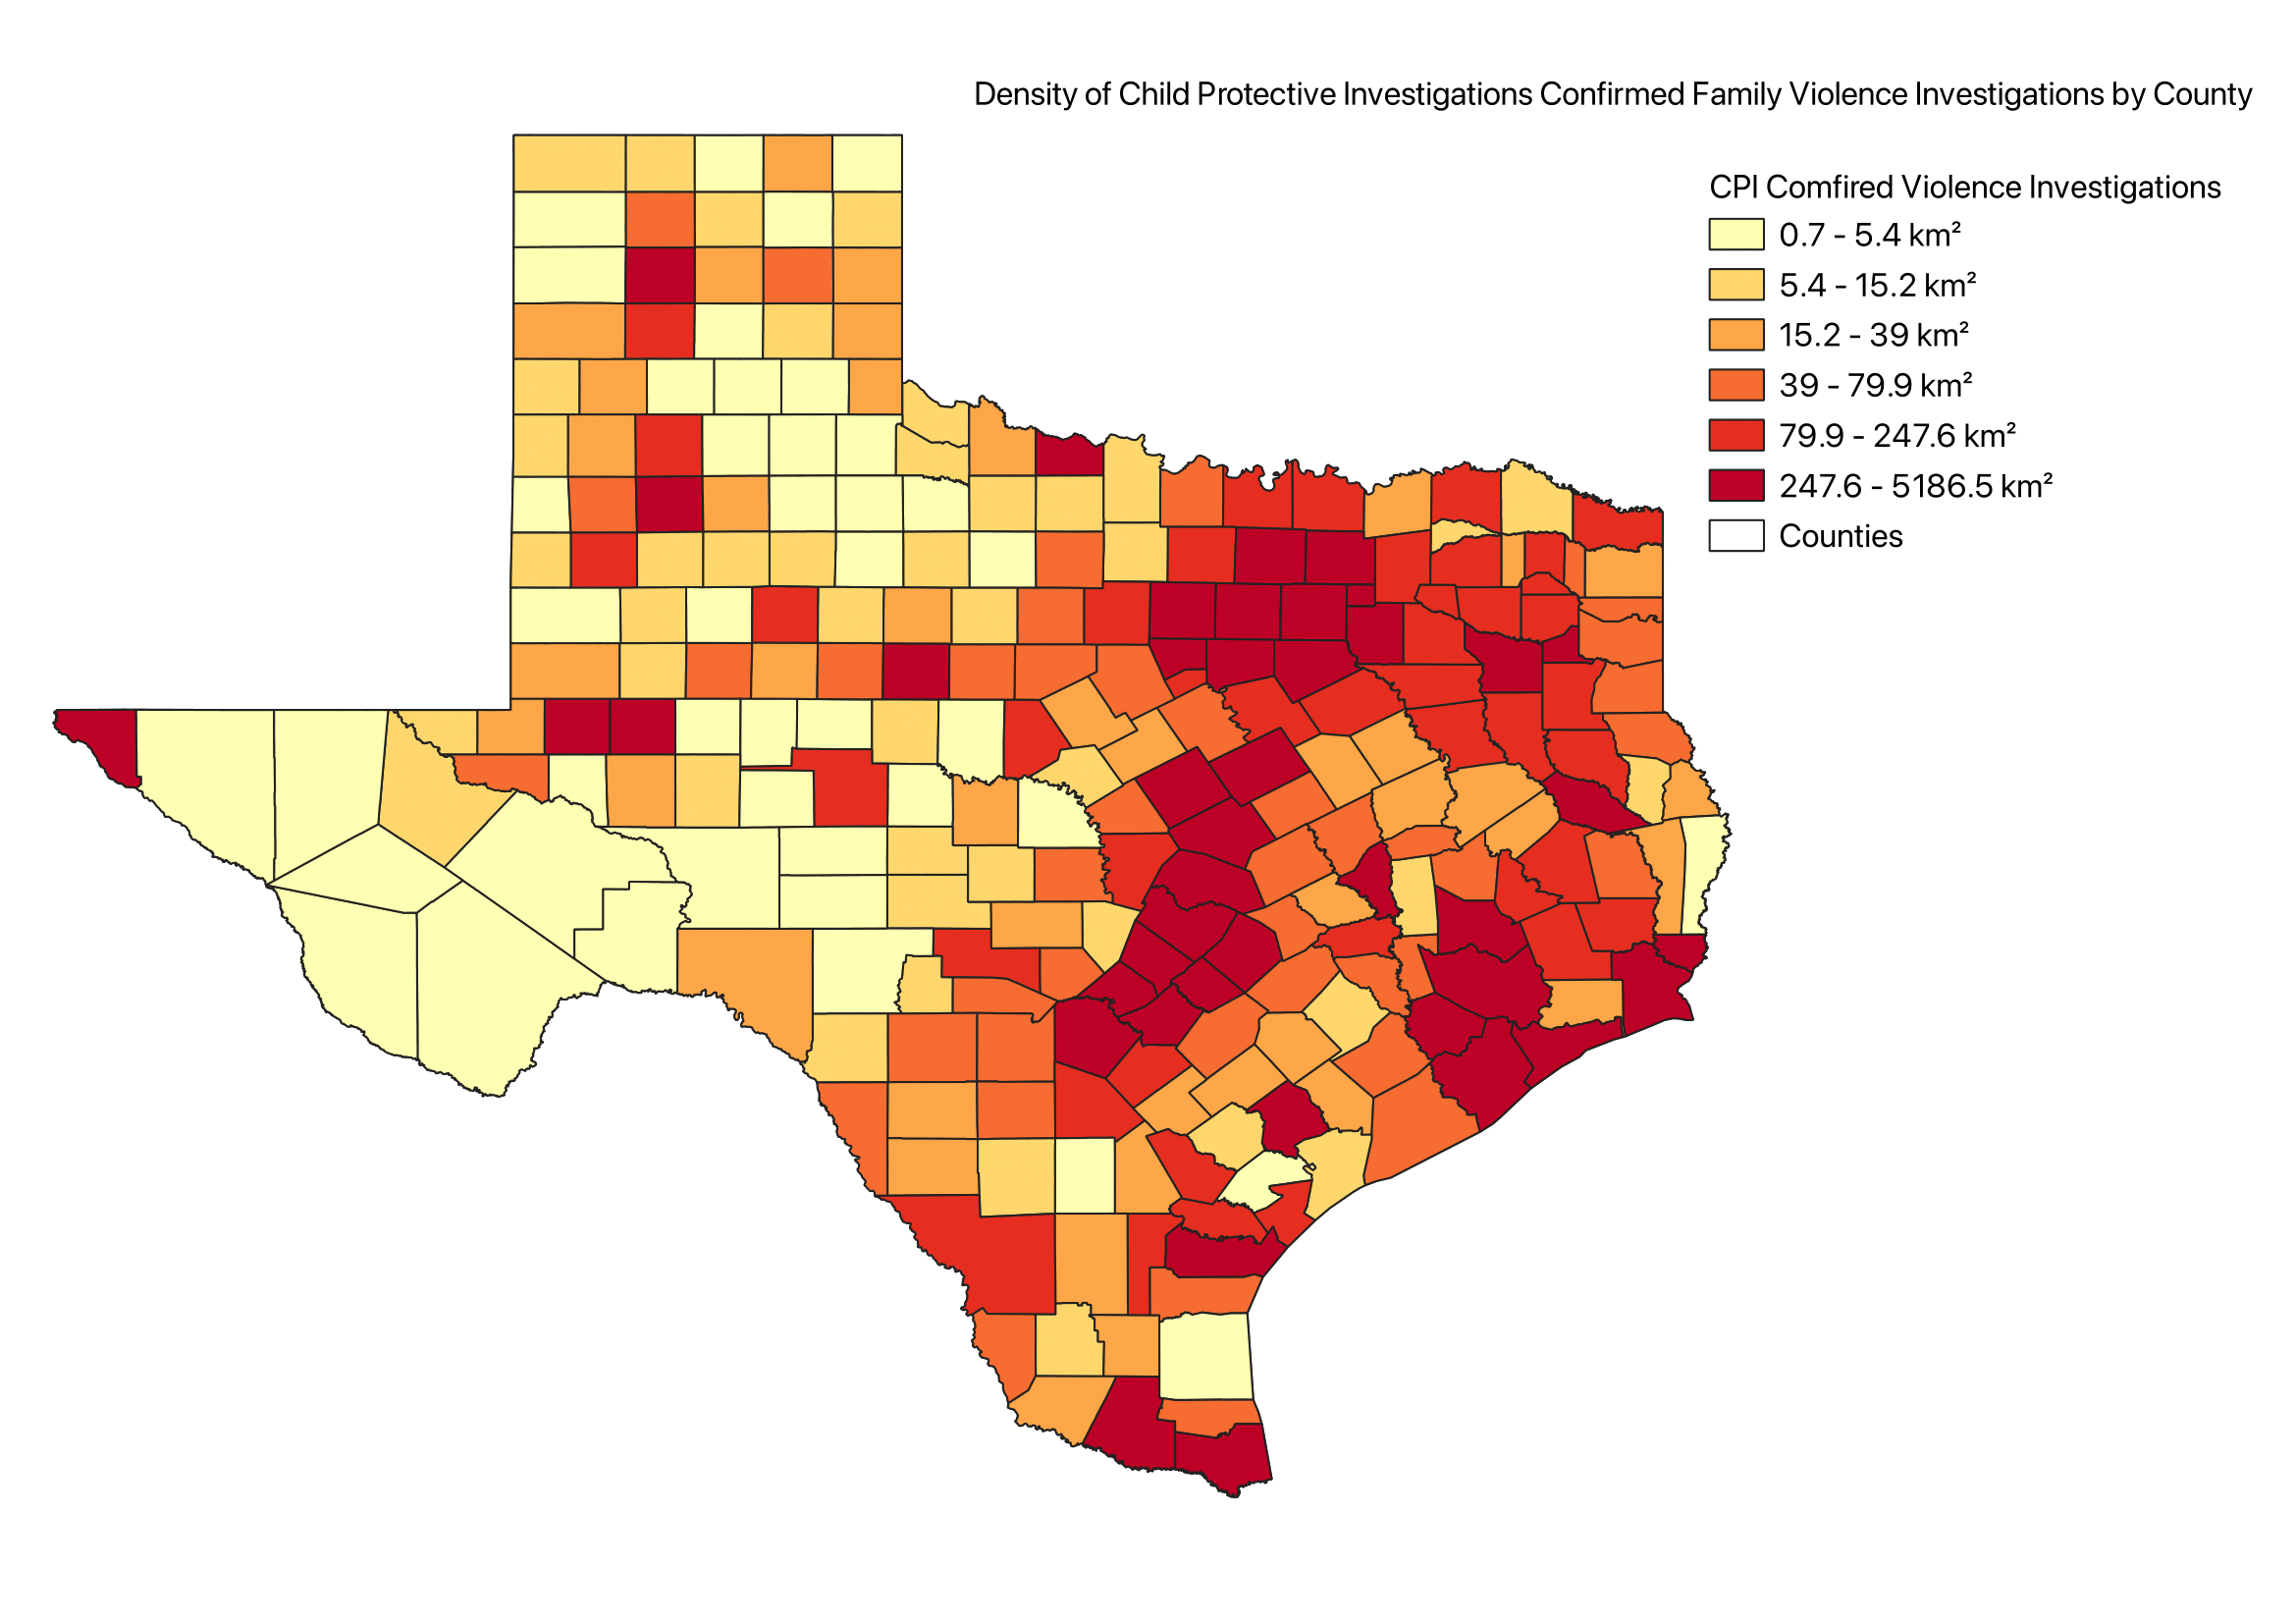 Density of Child Protective Investigations Confirmed Family Violence Investigations by County
CPI Comfired Violence Investigations
0.7 - 5.4 km²
5.4 - 15.2 km²
15.2 - 39 km²
39 - 79.9 km²
79.9 - 247.6 km²
247.6 - 5186.5 km²
Counties